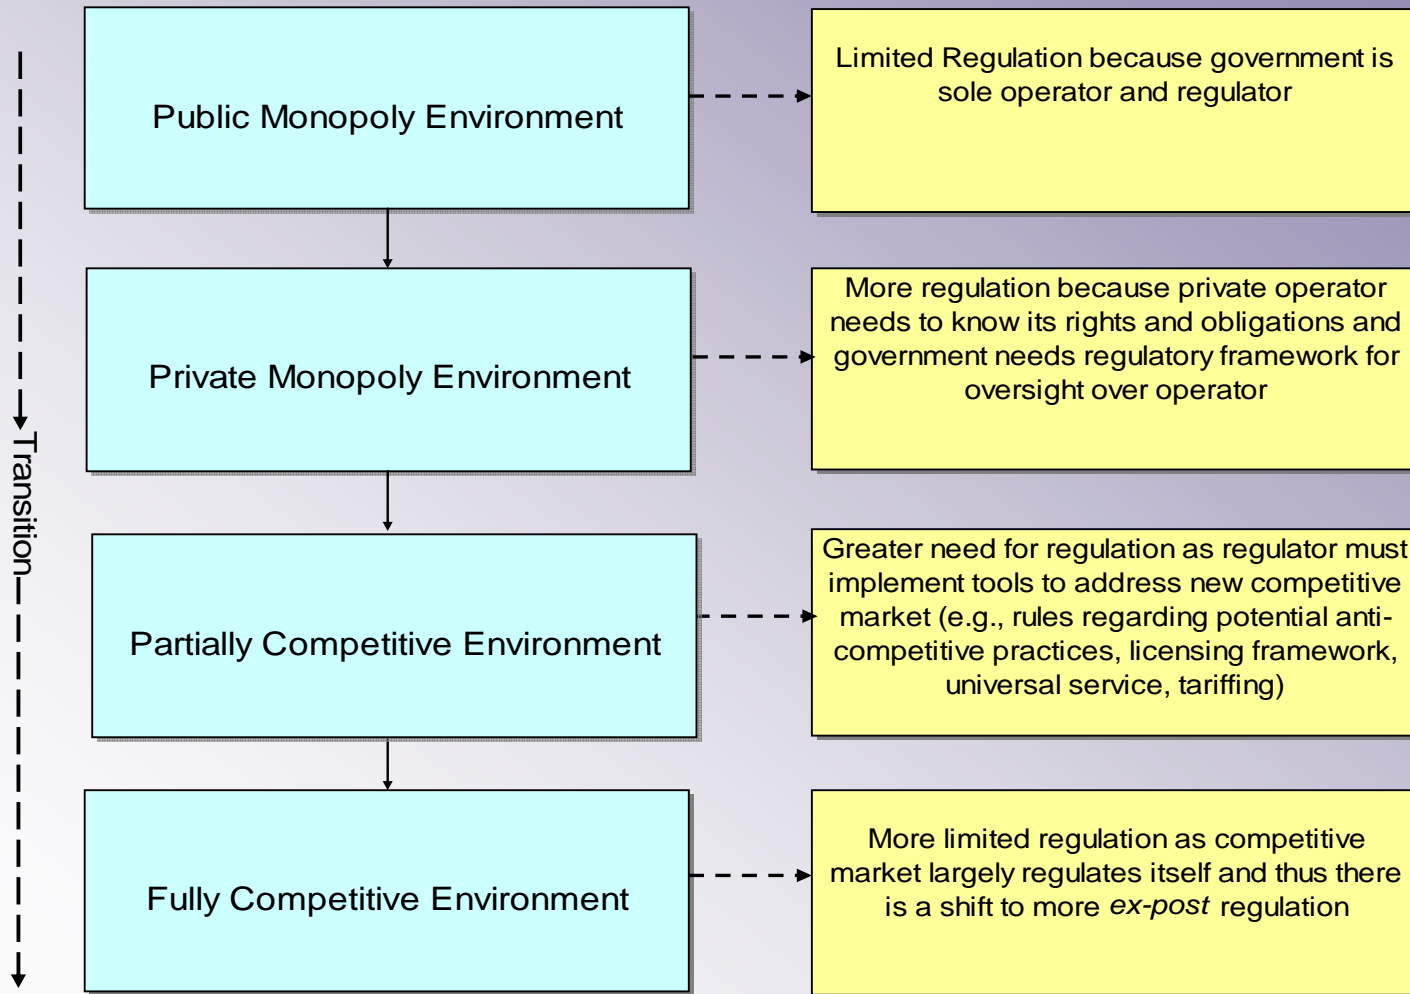 Public Monopoly Environment
Limited Regulation because government is
sole operator and regulator
Private Monopoly Environment
More regulation because private operator
needs to know its rights and obligations and
government needs regulatory framework for
oversight over operator
Transition
Partially Competitive Environment
Greater need for regulation as regulator must
implement tools to address new competitive
market (e.g., rules regarding potential anti-
competitive practices, licensing framework,
universal service, tariffing)
Fully Competitive Environment
More limited regulation as competitive
market largely regulates itself and thus there
is a shift to more ex-post regulation